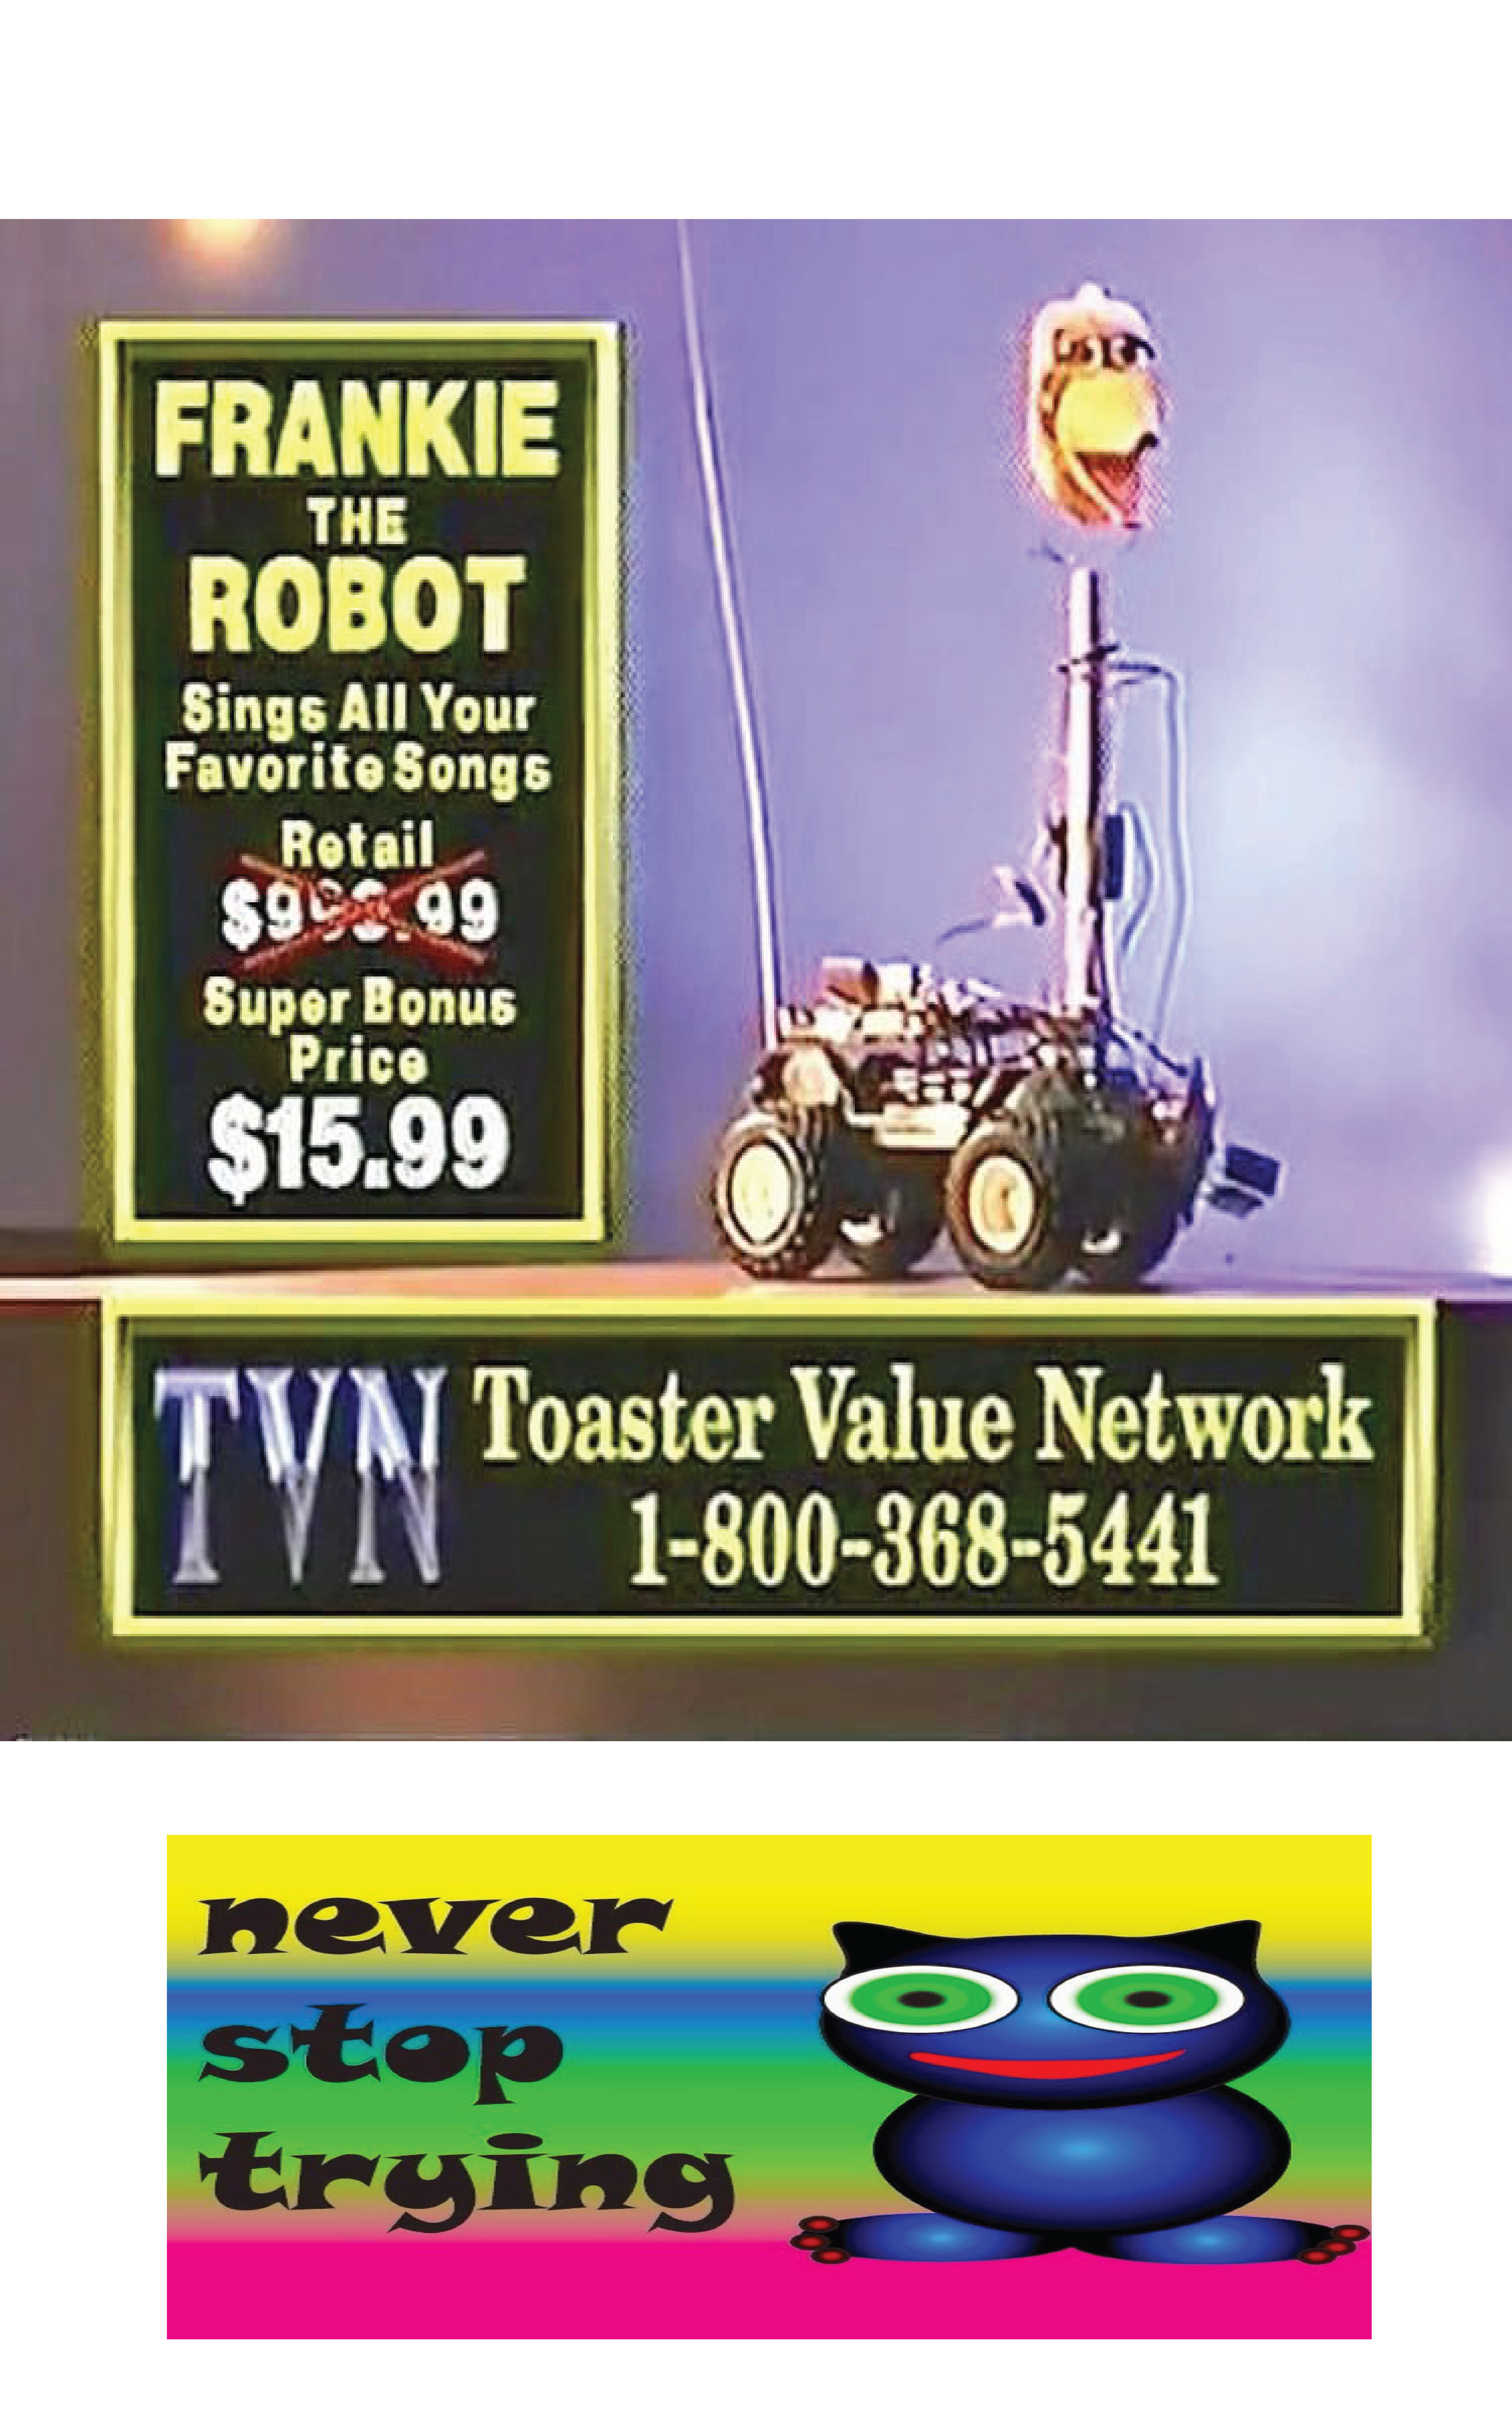 FRANKIE
THE
ROBOT
Sings All Your
Favorite Songs
Retail
Super Bonus
Price
$15.99
TVN Toaster Value Network
1-800-368-5441
never
stop
trying